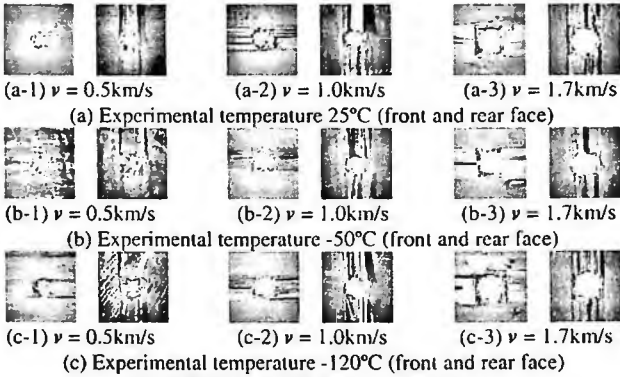 (a-1) ν = 0.5km/s (a-2) ν = 1.0km/s (a-3) ν = 1.7km/s
(a) Experimental temperature 25°C (front and rear face)
(b-1) ν = 0.5km/s (b-2) ν = 1.0km/s (b-3) ν = 1.7km/s
(b) Experimental temperature -50°C (front and rear face)
(c-1) ν = 0.5km/s (c-2) ν = 1.0km/s (c-3) ν = 1.7km/s
(c) Experimental temperature -120°C (front and rear face)